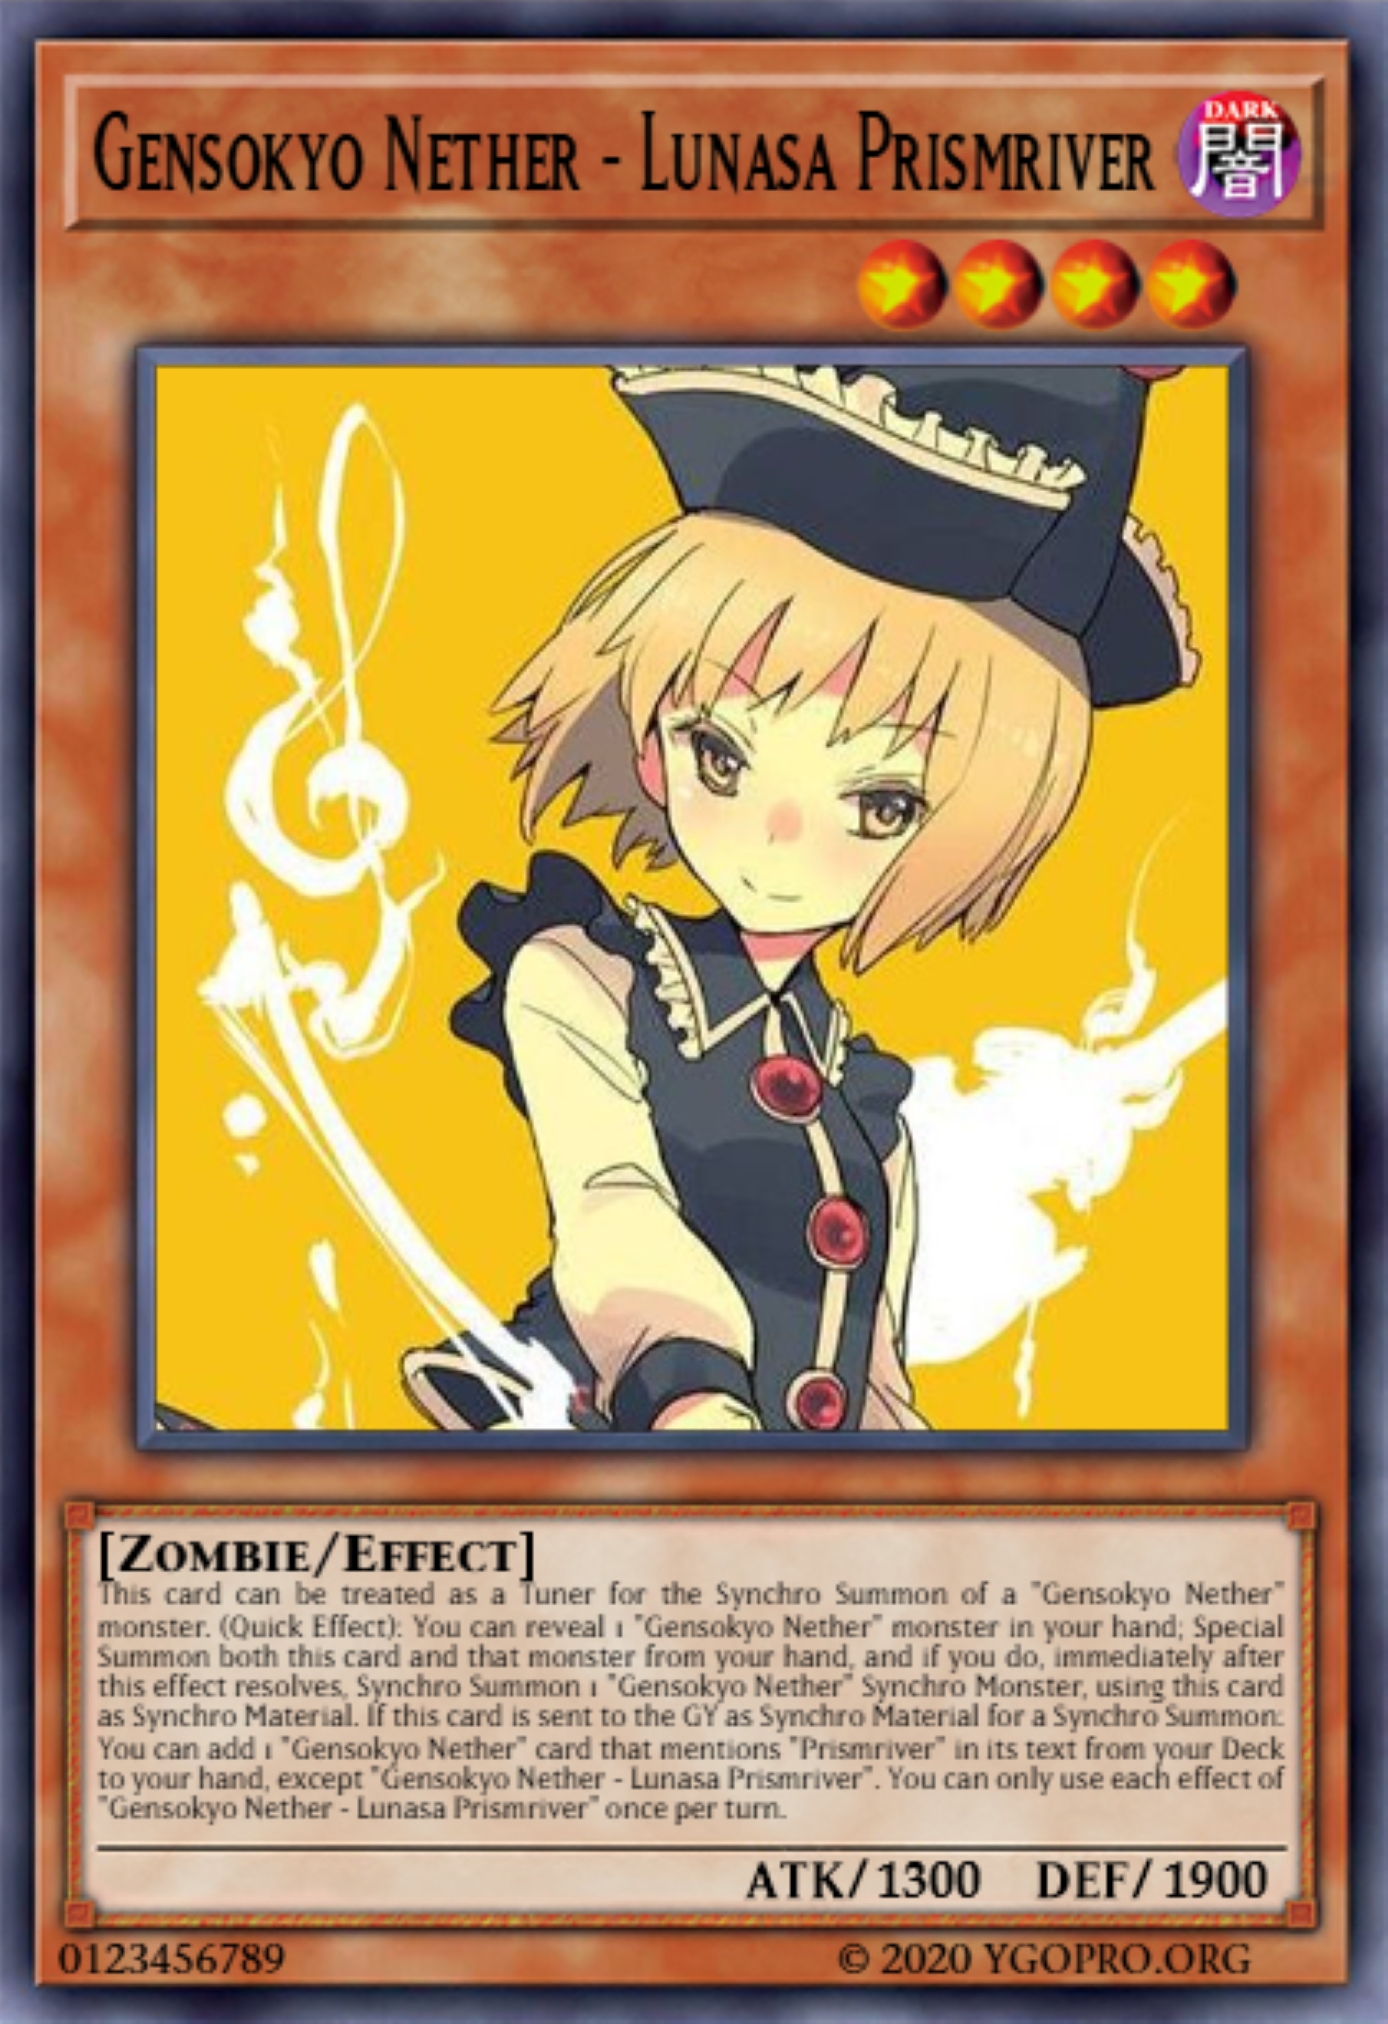 GENSOKYO NETHER - LUNASA PRISMRIVER
DARK
闇
[ZOMBIE/EFFECT]
This card can be treated as a Tuner for the Synchro Summon of a "Gensokyo Nether"
monster. (Quick Effect): You can reveal 1 "Gensokyo Nether" monster in your hand; Special
Summon both this card and that monster from your hand, and if you do, immediately after
this effect resolves, Synchro Summon 1 "Gensokyo Nether" Synchro Monster, using this card
as Synchro Material. If this card is sent to the GY as Synchro Material for a Synchro Summon:
You can add 1 "Gensokyo Nether" card that mentions "Prismriver" in its text from your Deck
to your hand, except "Gensokyo Nether - Lunasa Prismriver". You can only use each effect of
"Gensokyo Nether - Lunasa Prismriver" once per turn.
ATK/1300 DEF/1900
0123456789 © 2020 YGOPRO.ORG